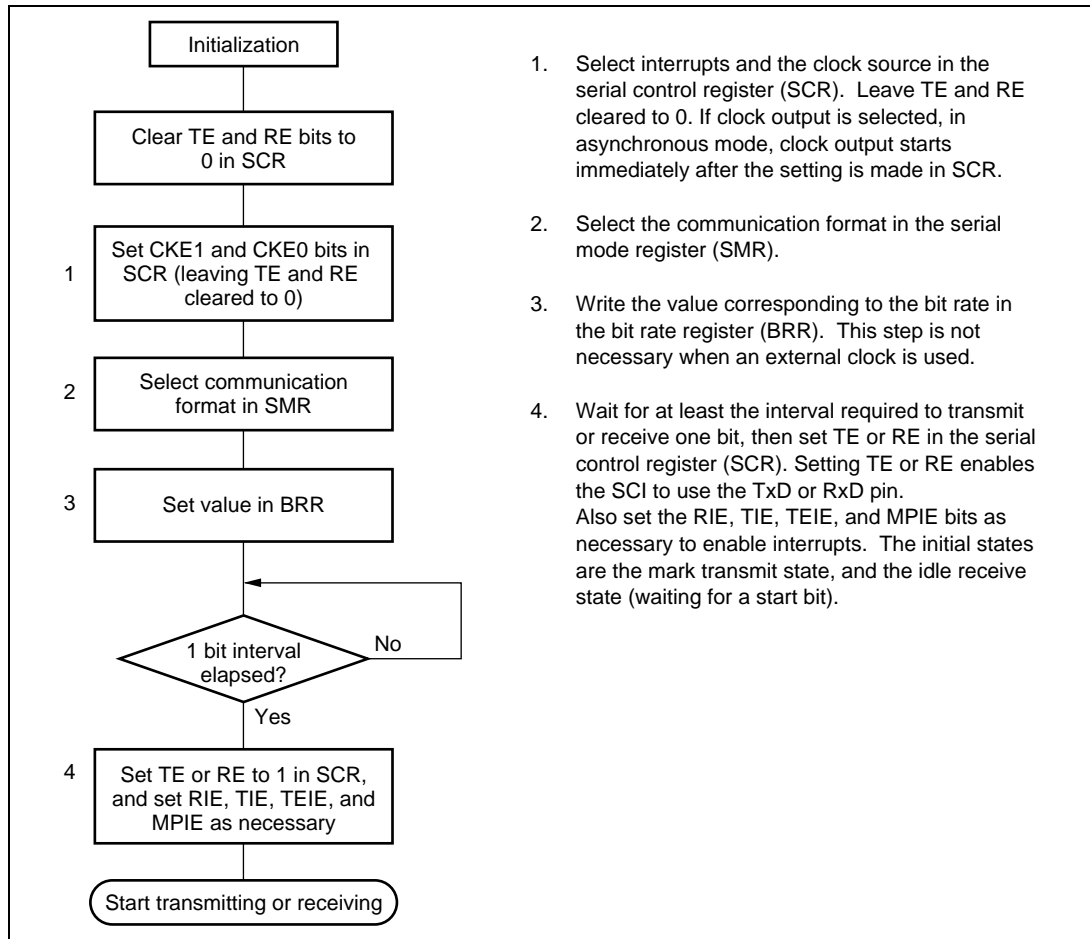 Initialization
Clear TE and RE bits to
0 in SCR
1
Set CKE1 and CKE0 bits in
SCR (leaving TE and RE
cleared to 0)
2
Select communication
format in SMR
3
Set value in BRR
1 bit interval
elapsed?
No
Yes
4
Set TE or RE to 1 in SCR,
and set RIE, TIE, TEIE, and
MPIE as necessary
Start transmitting or receiving
1. Select interrupts and the clock source in the
serial control register (SCR). Leave TE and RE
cleared to 0. If clock output is selected, in
asynchronous mode, clock output starts
immediately after the setting is made in SCR.
2. Select the communication format in the serial
mode register (SMR).
3. Write the value corresponding to the bit rate in
the bit rate register (BRR). This step is not
necessary when an external clock is used.
4. Wait for at least the interval required to transmit
or receive one bit, then set TE or RE in the serial
control register (SCR). Setting TE or RE enables
the SCI to use the TxD or RxD pin.
Also set the RIE, TIE, TEIE, and MPIE bits as
necessary to enable interrupts. The initial states
are the mark transmit state, and the idle receive
state (waiting for a start bit).